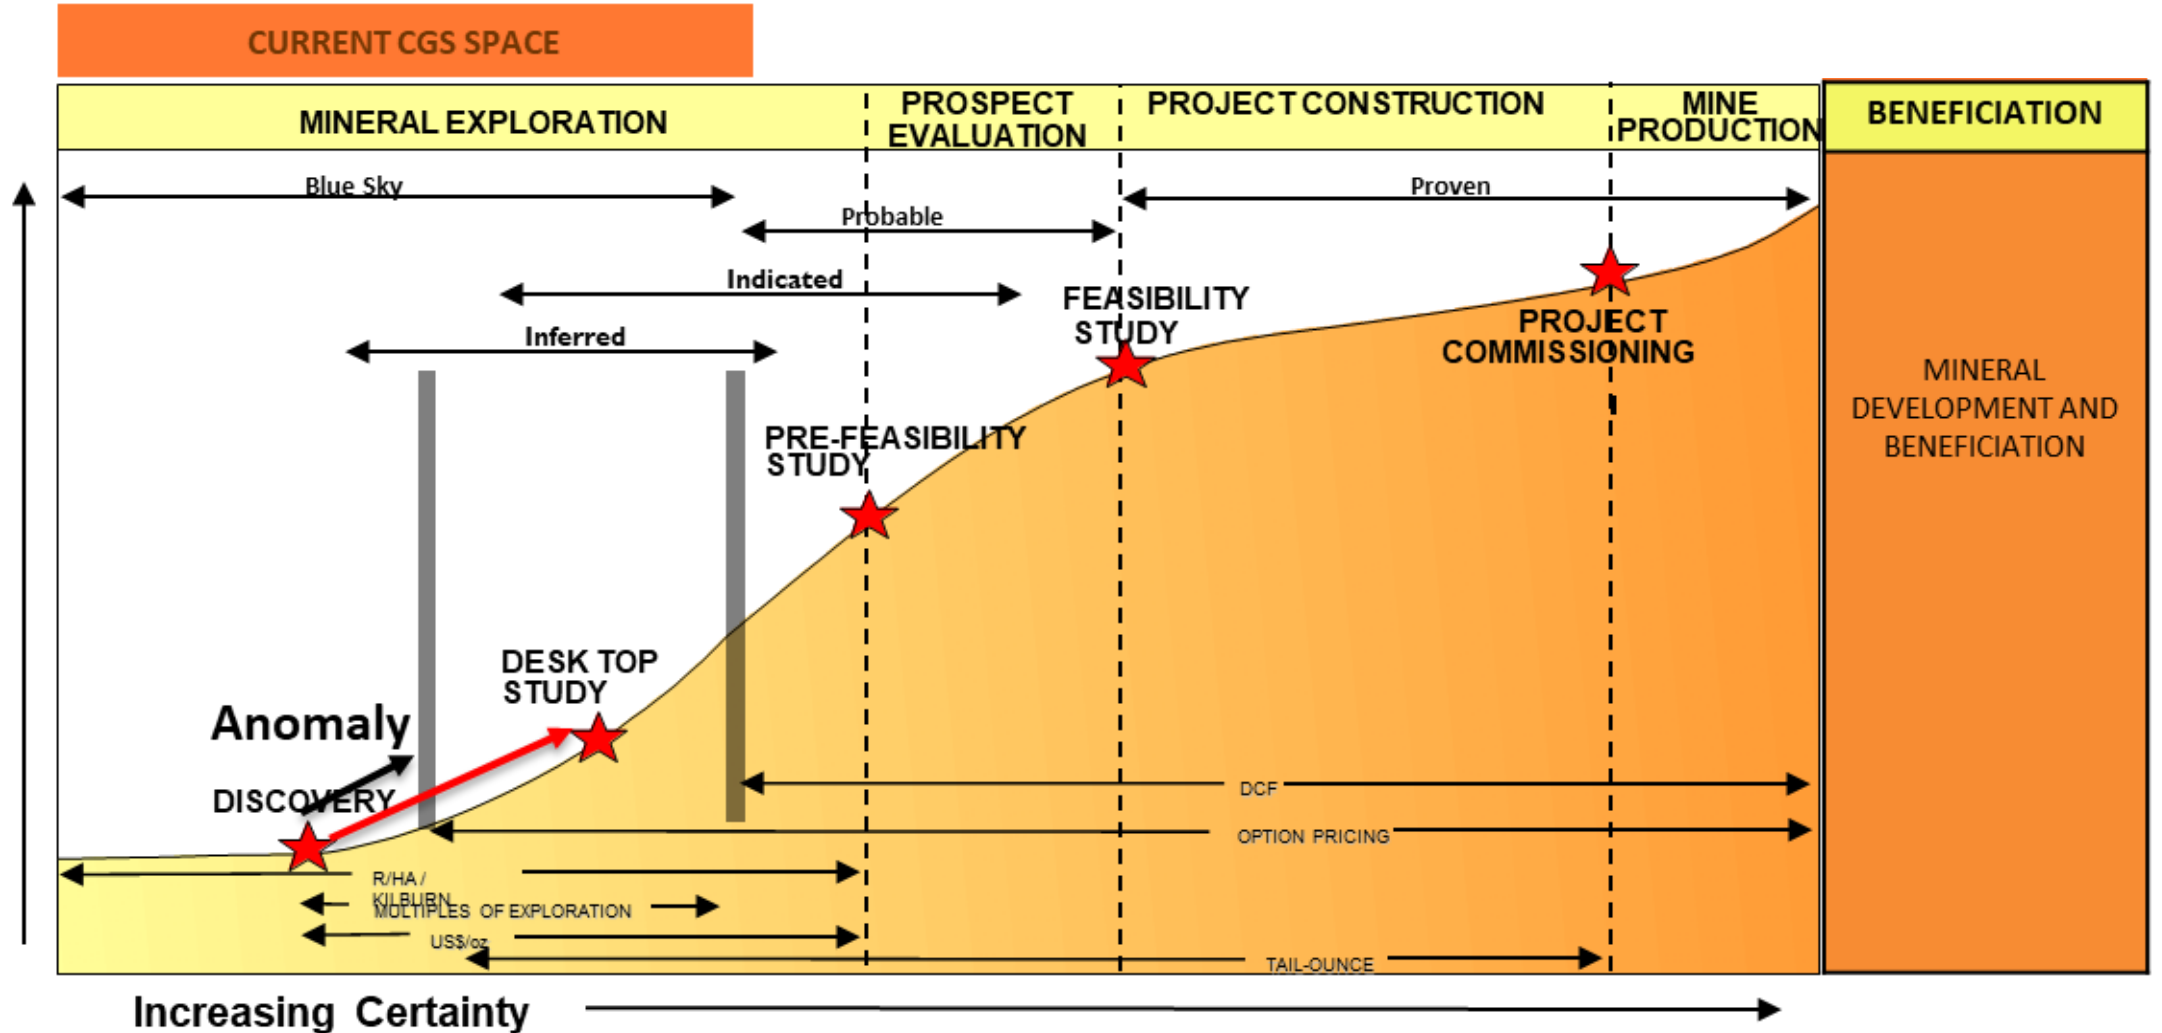 CURRENT CGS SPACE
MINERAL EXPLORATION
PROSPECT
EVALUATION
PROJECT CONSTRUCTION
MINE
PRODUCTION
BENEFICIATION
Blue Sky
Proven
Probable
Indicated
Inferred
FEASIBILITY
STUDY
PROJECT
COMMISSIONING
MINERAL
DEVELOPMENT AND
BENEFICIATION
PRE-FEASIBILITY
STUDY
DESK TOP
STUDY
Anomaly
DISCOVERY
DCF
OPTION PRICING
R/HA /
KILBURN
MULTIPLES OF EXPLORATION
US$/oz
TAIL-OUNCE
Increasing Certainty